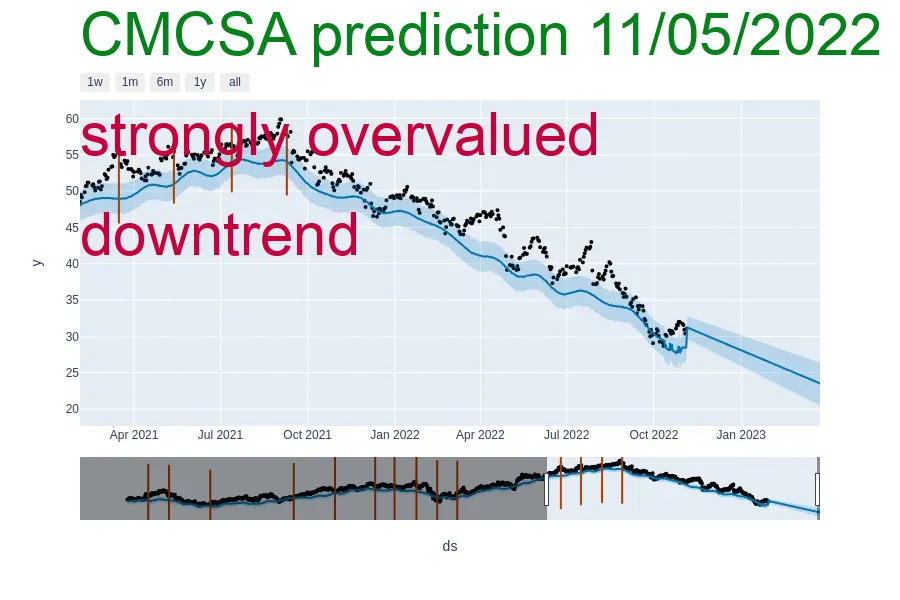 CMCSA prediction 11/05/2022
1w 1m 6m 1y all
strongly overvalued
downtrend
60
55
50
45
40
35
30
25
20
y
Apr 2021 Jul 2021 Oct 2021 Jan 2022 Apr 2022 Jul 2022 Oct 2022 Jan 2023
ds